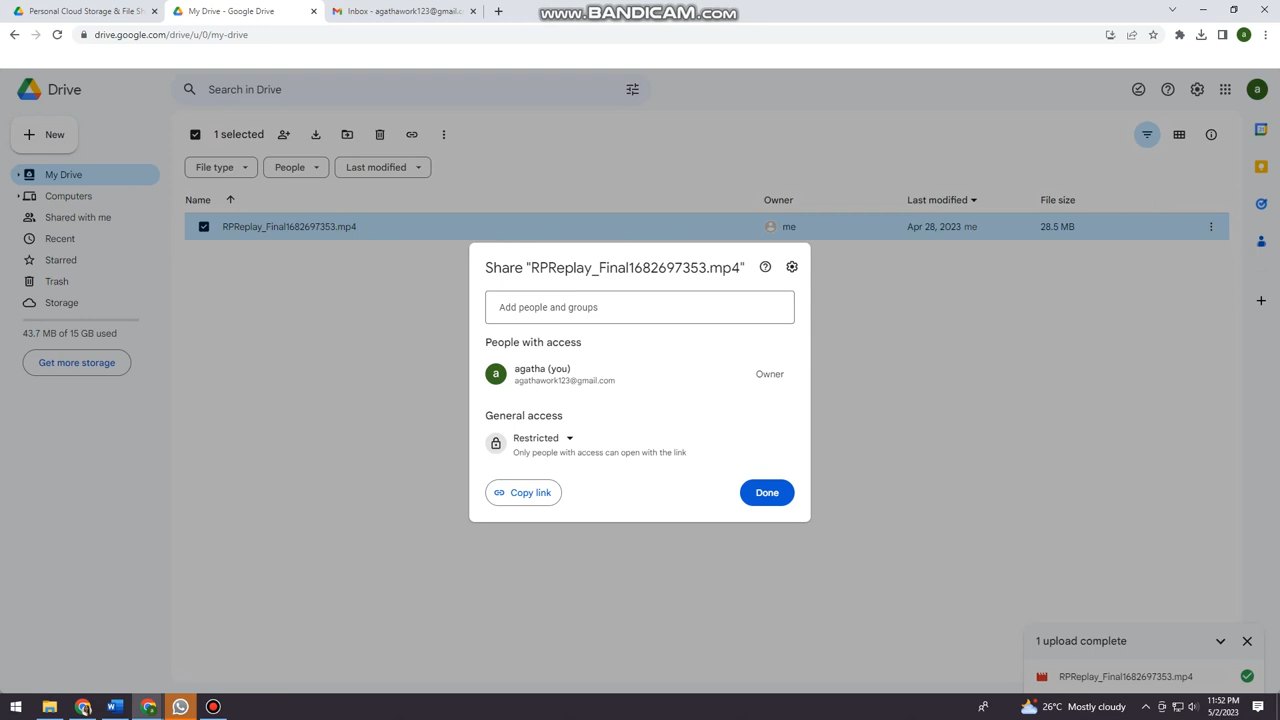 Personal Cloud Storage & File Sh
My Drive - Google Drive
Inbox - agathawork123@gmail.c
www.BANDICAM.com
drive.google.com/drive/u/0/my-drive
a
Drive
Search in Drive
a
New
1 selected
File type
People
Last modified
My Drive
Computers
Shared with me
Recent
Starred
Trash
Storage
43.7 MB of 15 GB used
Get more storage
Name
Owner
Last modified
File size
RPReplay_Final1682697353.mp4
me
Apr 28, 2023 me
28.5 MB
Share "RPReplay_Final1682697353.mp4"
Add people and groups
People with access
a
agatha (you)
agathawork123@gmail.com
Owner
General access
Restricted
Only people with access can open with the link
Copy link
Done
1 upload complete
RPReplay_Final1682697353.mp4
26°C Mostly cloudy
11:52 PM
5/2/2023